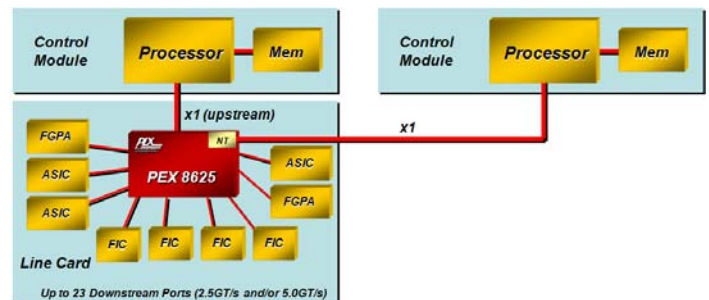 Control
Module
Processor
Mem
Control
Module
Processor
Mem
x1 (upstream)
x1
FGPA
ASIC
ASIC
PLX
NT
PEX 8625
ASIC
FGPA
FIC
FIC
FIC
FIC
Line Card
Up to 23 Downstream Ports (2.5GT/s and/or 5.0GT/s)